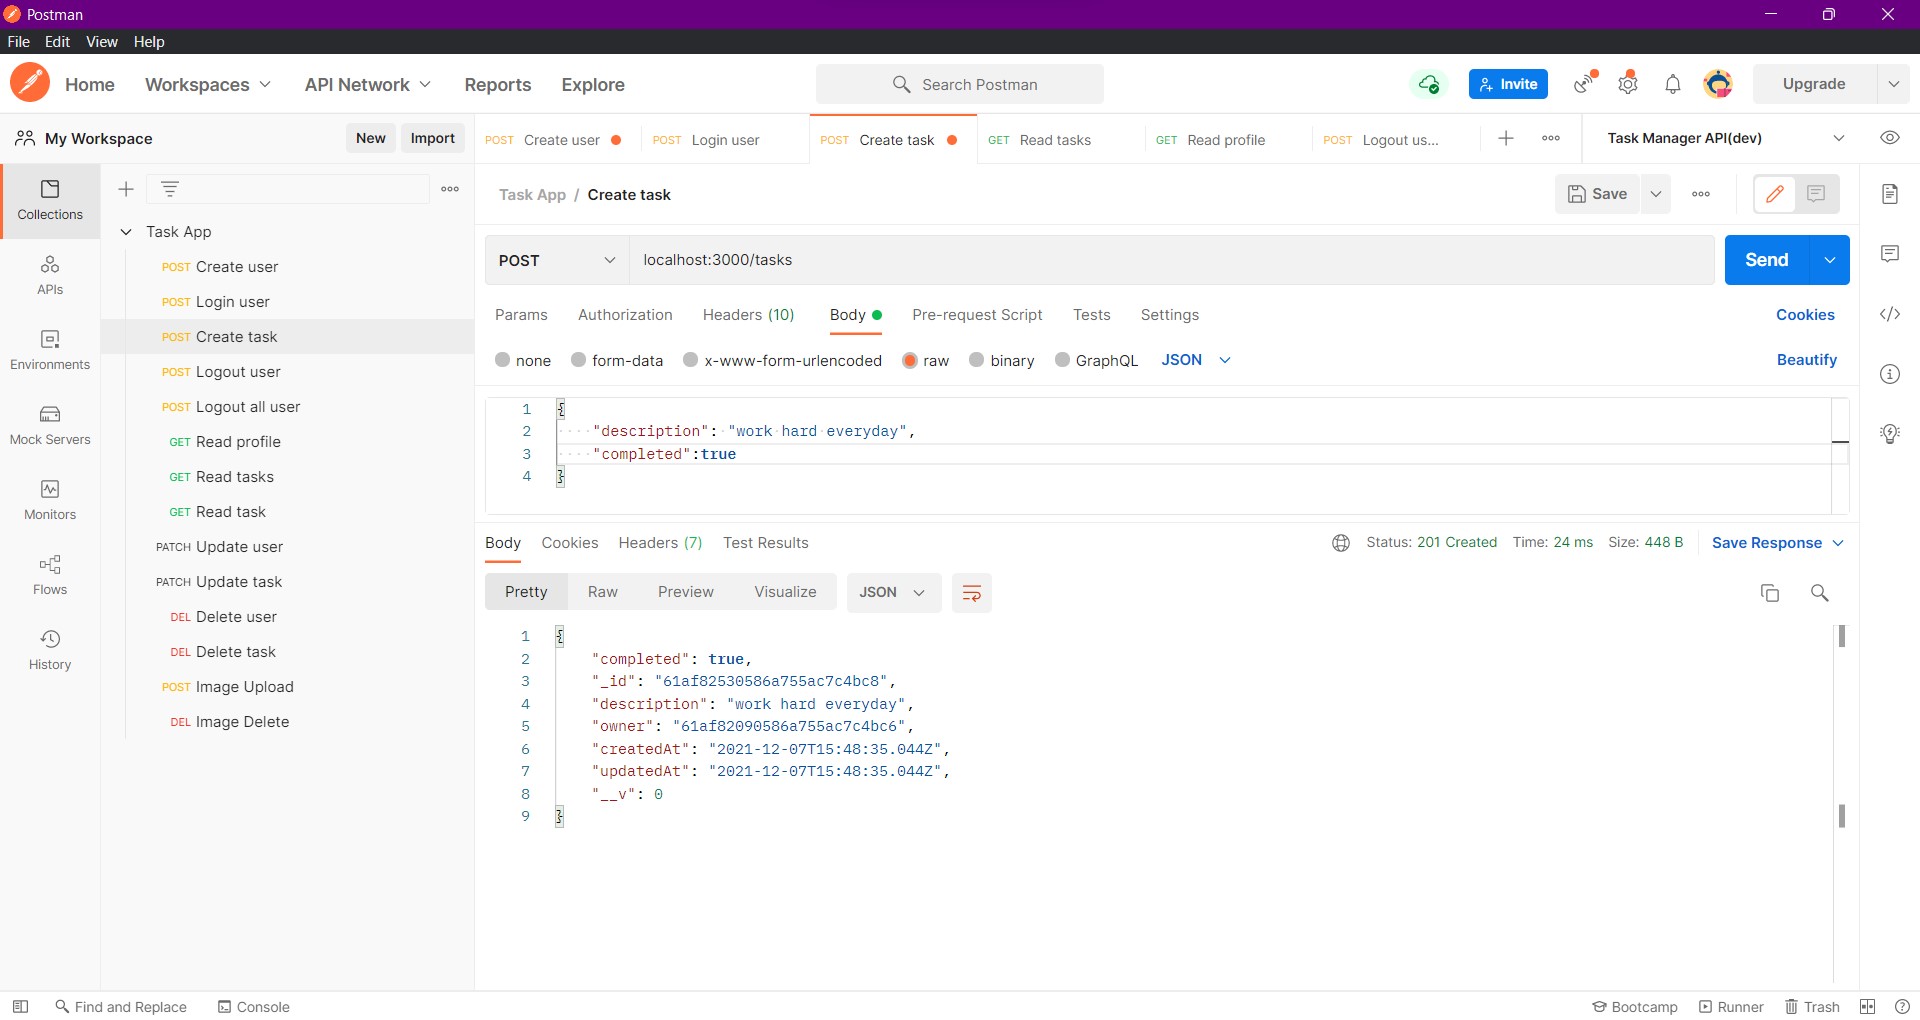 Postman
File Edit View Help
Home Workspaces API Network Reports Explore Search Postman Invite Upgrade
My Workspace New Import POST Create user POST Login user POST Create task GET Read tasks GET Read profile POST Logout us... Task Manager API(dev)
Collections
APIs
Environments
Mock Servers
Monitors
Flows
History
Task App
POST Create user
POST Login user
POST Create task
POST Logout user
POST Logout all user
GET Read profile
GET Read tasks
GET Read task
PATCH Update user
PATCH Update task
DEL Delete user
DEL Delete task
POST Image Upload
DEL Image Delete
Task App / Create task Save
POST localhost:3000/tasks Send
Params Authorization Headers (10) Body Pre-request Script Tests Settings Cookies
none form-data x-www-form-urlencoded raw binary GraphQL JSON Beautify
1 {
2 "description": "work hard everyday",
3 "completed":true
4 }
Body Cookies Headers (7) Test Results Status: 201 Created Time: 24 ms Size: 448 B Save Response
Pretty Raw Preview Visualize JSON
1 {
2 "completed": true,
3 "_id": "61af82530586a755ac7c4bc8",
4 "description": "work hard everyday",
5 "owner": "61af82090586a755ac7c4bc6",
6 "createdAt": "2021-12-07T15:48:35.044Z",
7 "updatedAt": "2021-12-07T15:48:35.044Z",
8 "__v": 0
9 }
Find and Replace Console Bootcamp Runner Trash